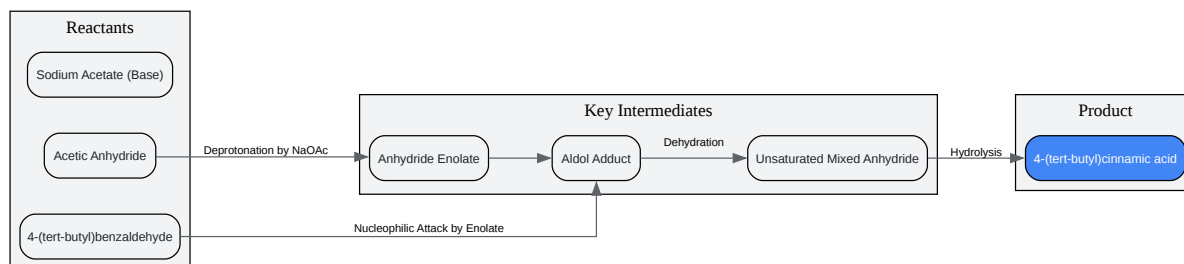 Reactants
Sodium Acetate (Base)
Acetic Anhydride
4-(tert-butyl)benzaldehyde
Deprotonation by NaOAc
Nucleophilic Attack by Enolate
Key Intermediates
Anhydride Enolate
Aldol Adduct
Dehydration
Unsaturated Mixed Anhydride
Hydrolysis
Product
4-(tert-butyl)cinnamic acid